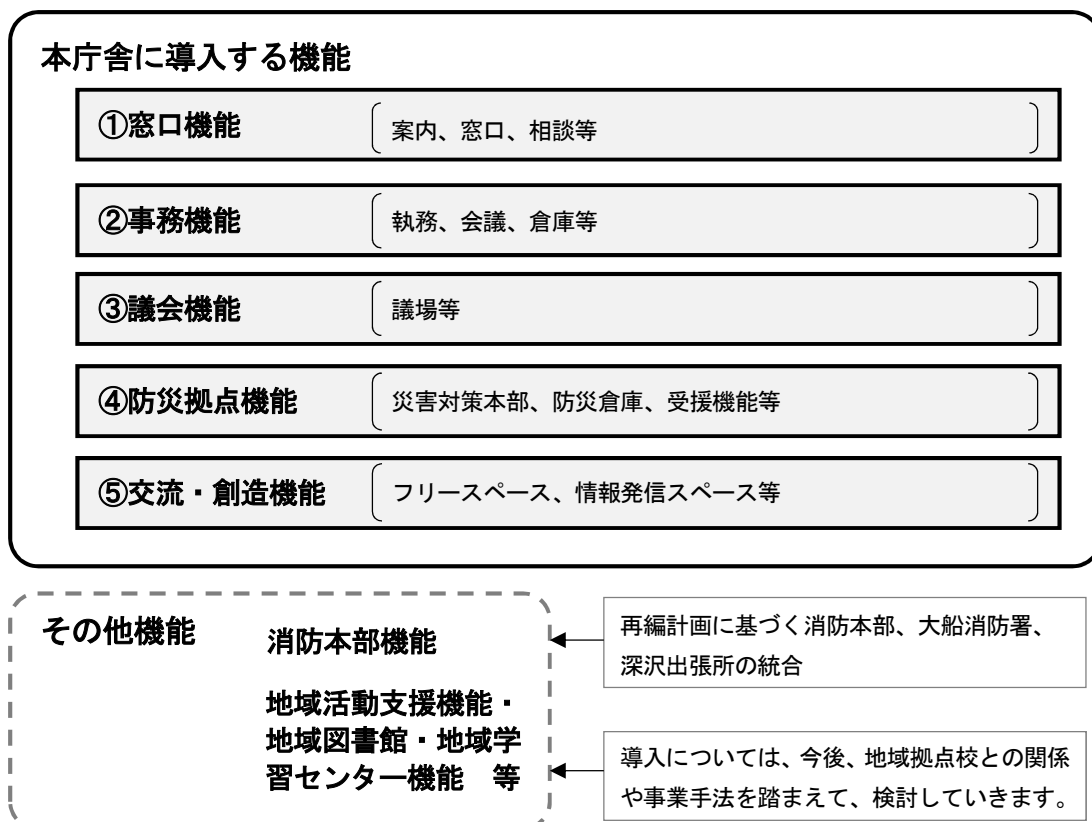 本庁舎に導入する機能
①窓口機能 案内、窓口、相談等
②事務機能 執務、会議、倉庫等
③議会機能 議場等
④防災拠点機能 災害対策本部、防災倉庫、受援機能等
⑤交流・創造機能 フリースペース、情報発信スペース等
その他機能
消防本部機能
再編計画に基づく消防本部、大船消防署、
深沢出張所の統合
地域活動支援機能・
地域図書館・地域学
習センター機能 等
導入については、今後、地域拠点校との関係
や事業手法を踏まえて、検討していきます。